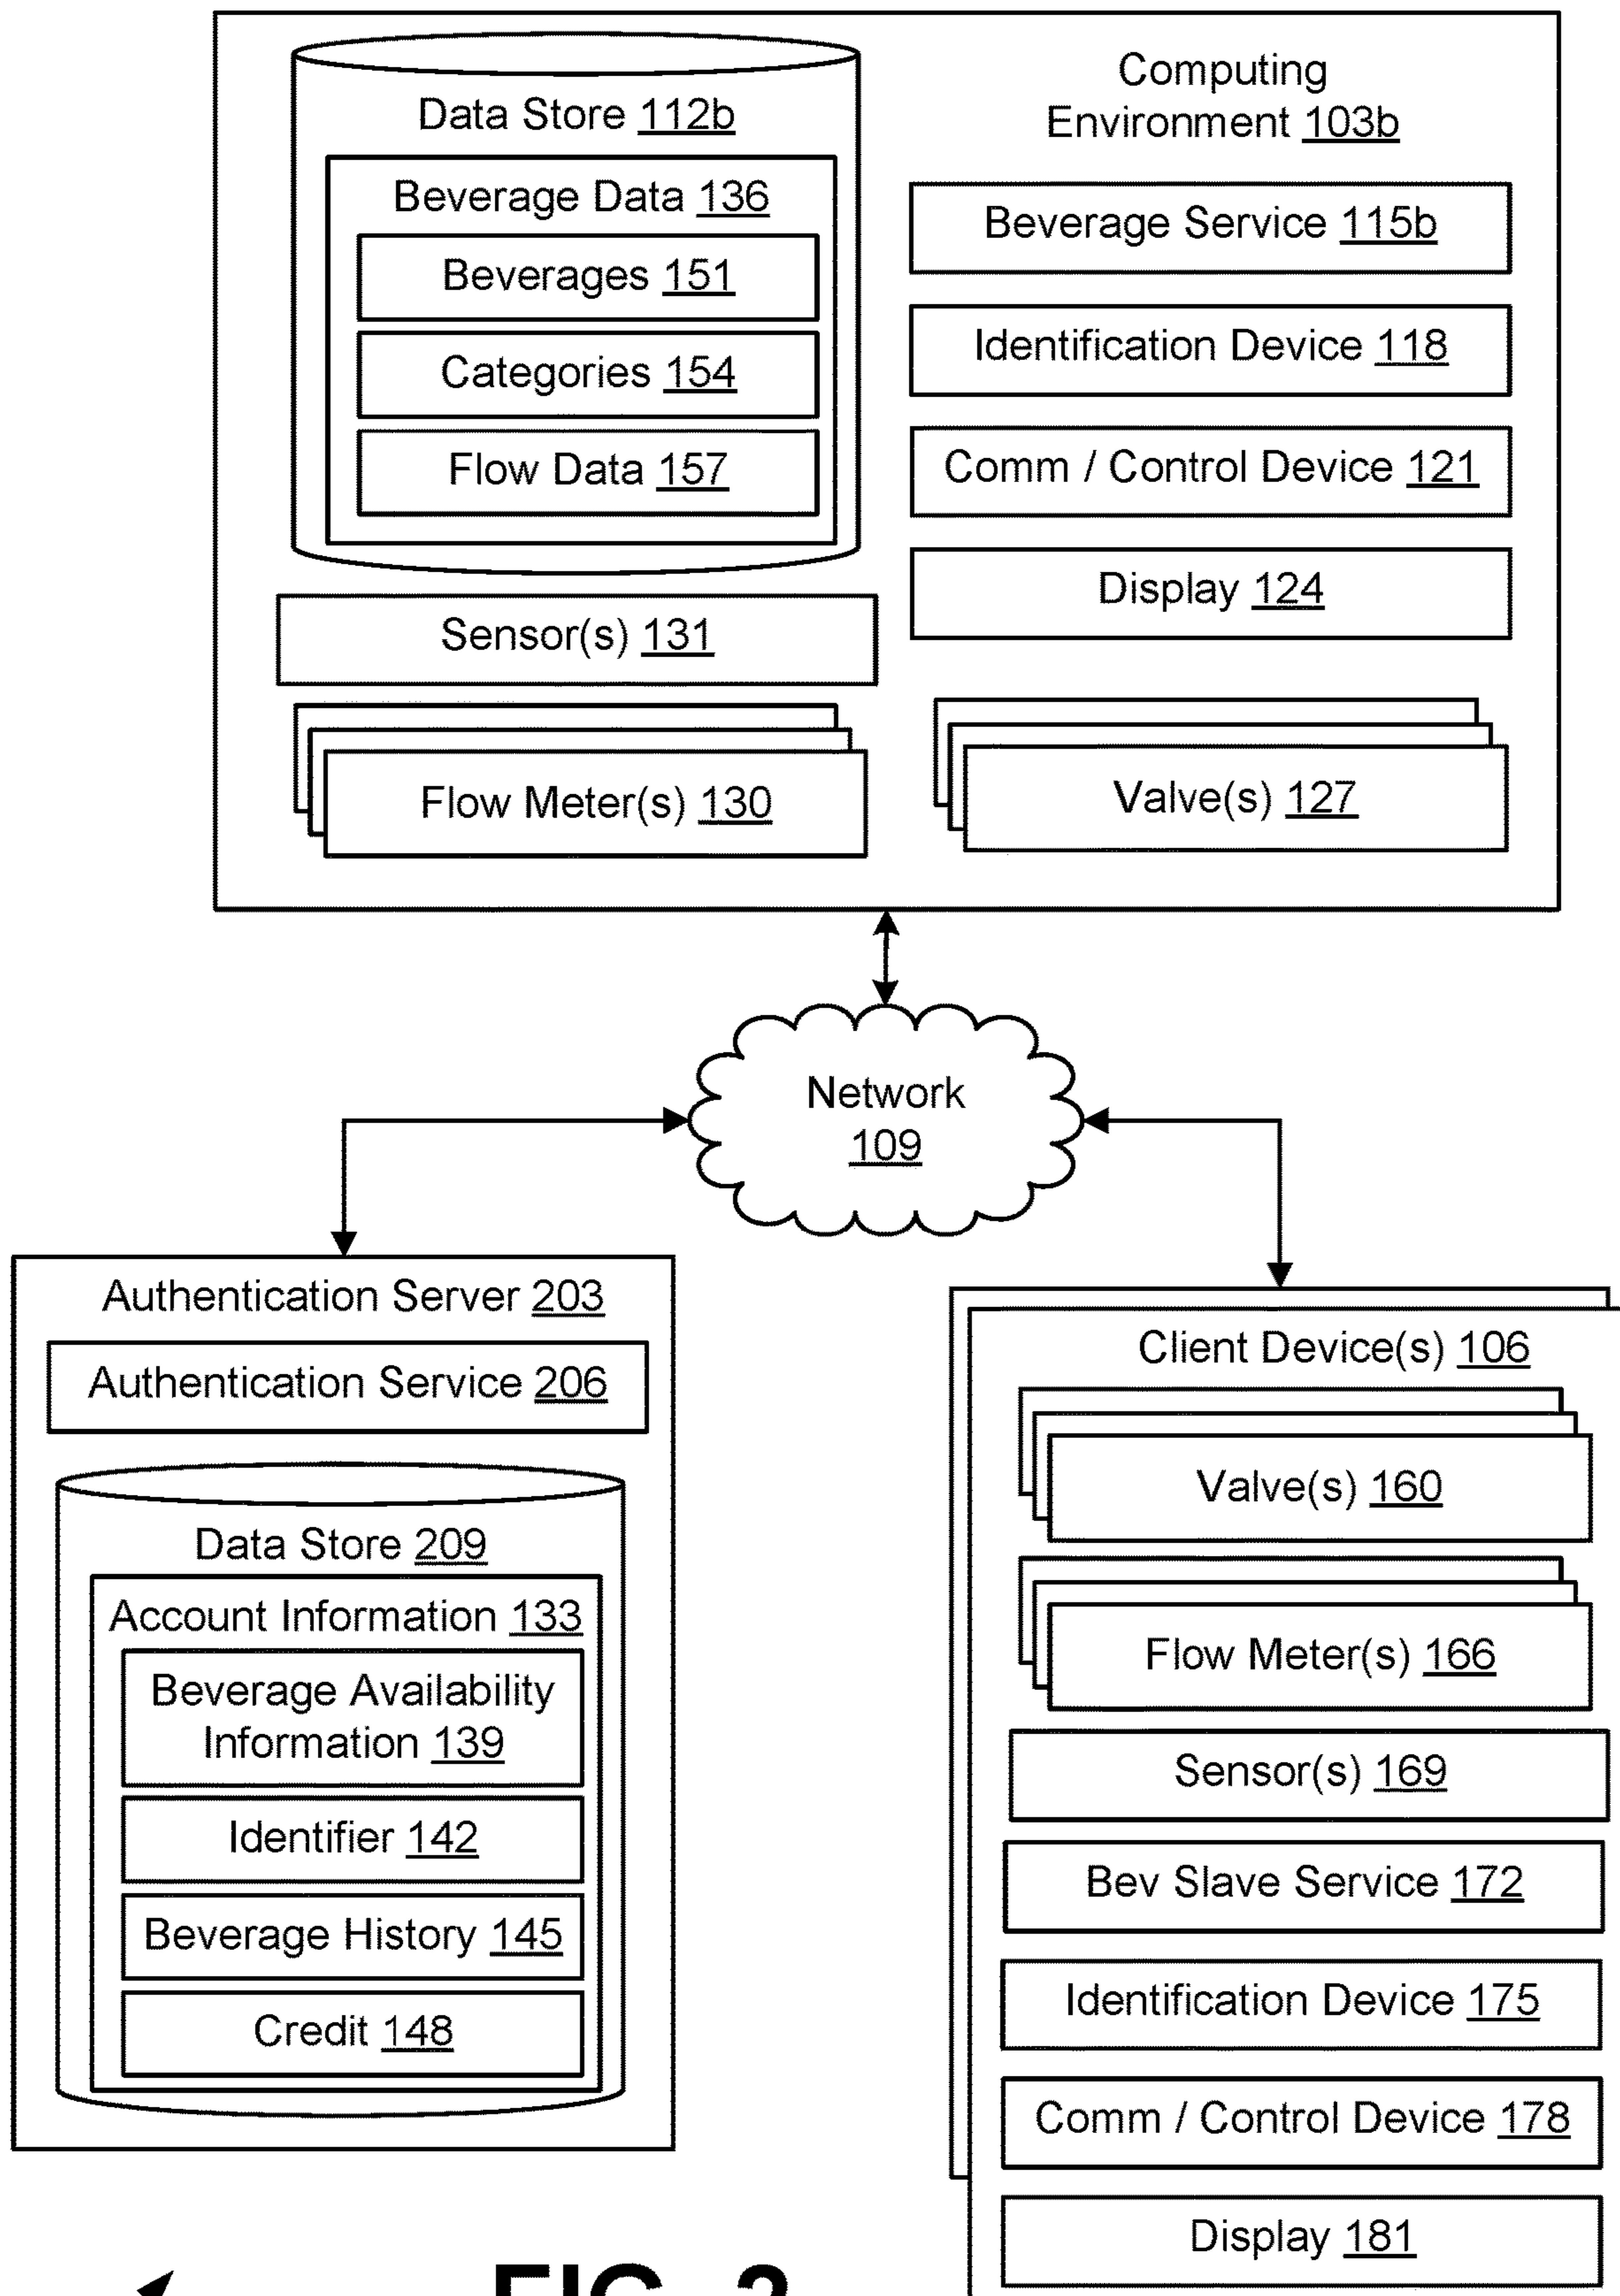 Data Store 112b
Beverage Data 136
Beverages 151
Categories 154
Flow Data 157
Sensor(s) 131
Flow Meter(s) 130
Computing
Environment 103b
Beverage Service 115b
Identification Device 118
Comm / Control Device 121
Display 124
Valve(s) 127
Network
109
Authentication Server 203
Authentication Service 206
Data Store 209
Account Information 133
Beverage Availability
Information 139
Identifier 142
Beverage History 145
Credit 148
Client Device(s) 106
Valve(s) 160
Flow Meter(s) 166
Sensor(s) 169
Bev Slave Service 172
Identification Device 175
Comm / Control Device 178
Display 181
FIG. 2